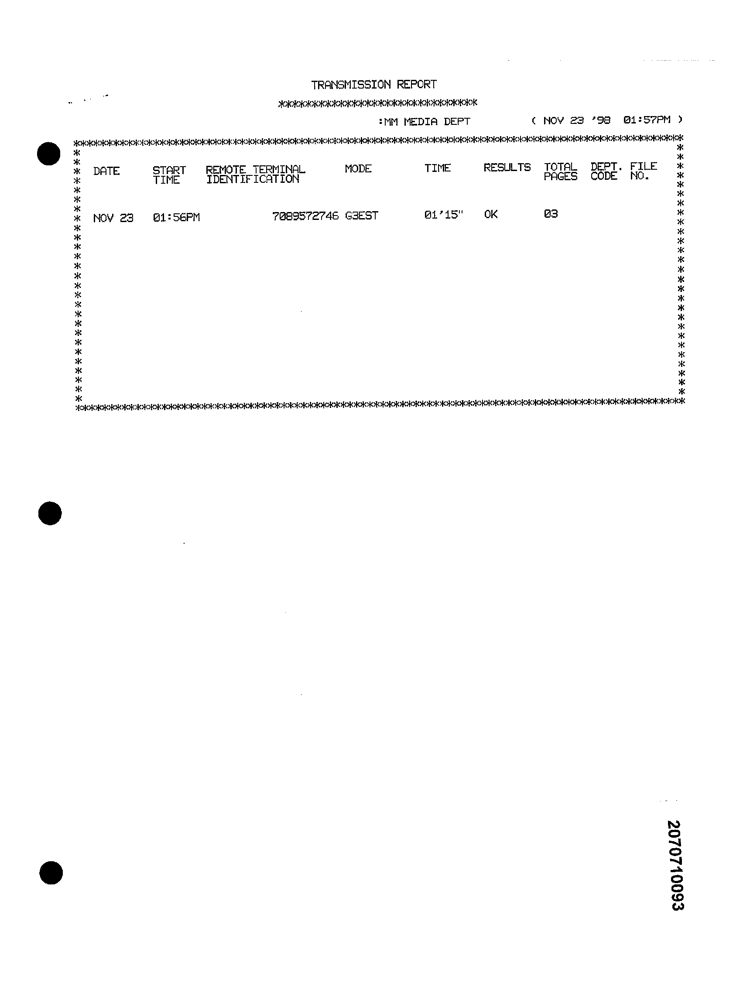 TRANSMISSION REPORT
*********************************
:MM MEDIA DEPT ( NOV 23 '98 01:57PM )
DATE START TIME REMOTE TERMINAL IDENTIFICATION MODE TIME RESULTS TOTAL PAGES DEPT. CODE FILE NO.
NOV 23 01:56PM 7089572746 G3EST 01'15" OK 03
2070710093